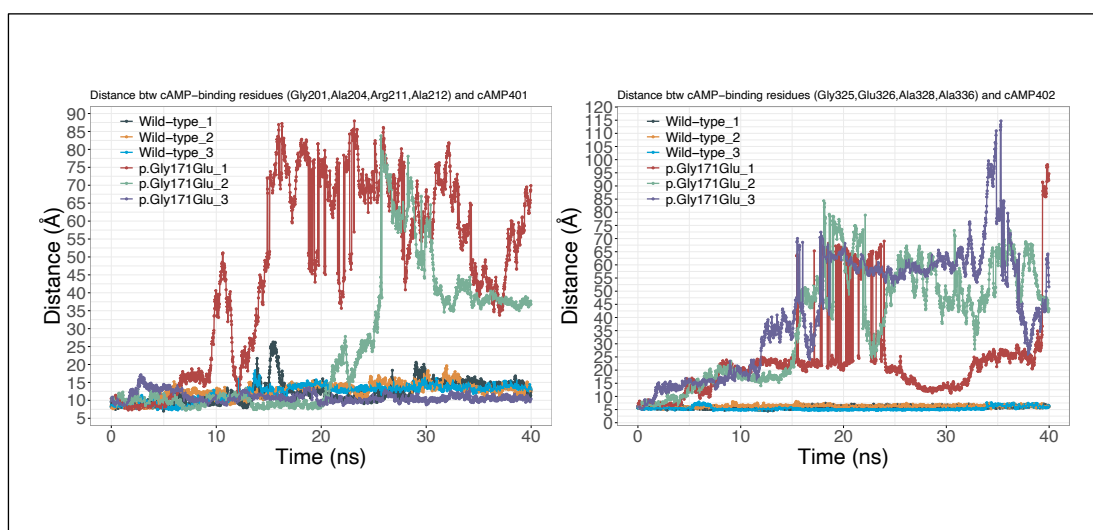 Distance btw cAMP−binding residues (Gly201,Ala204,Arg211,Ala212) and cAMP401
Distance (Å)
90
85
80
75
70
65
60
55
50
45
40
35
30
25
20
15
10
5
Wild−type_1
Wild−type_2
Wild−type_3
p.Gly171Glu_1
p.Gly171Glu_2
p.Gly171Glu_3
0
10
20
30
40
Time (ns)
Distance btw cAMP−binding residues (Gly325,Glu326,Ala328,Ala336) and cAMP402
Distance (Å)
120
115
110
105
100
95
90
85
80
75
70
65
60
55
50
45
40
35
30
25
20
15
10
5
0
Wild−type_1
Wild−type_2
Wild−type_3
p.Gly171Glu_1
p.Gly171Glu_2
p.Gly171Glu_3
0
10
20
30
40
Time (ns)